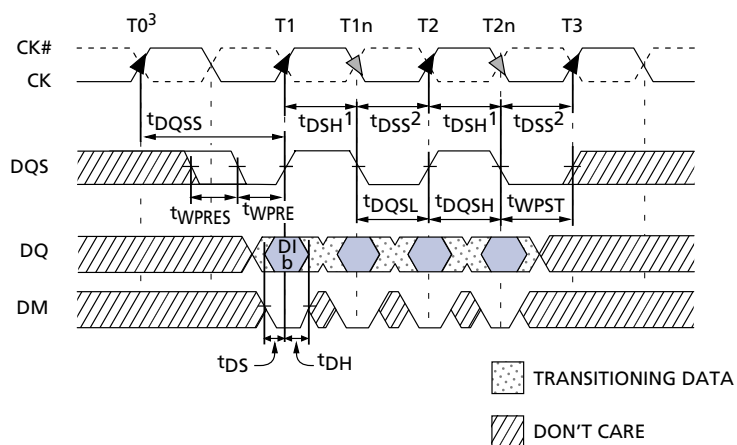 T0³ T1 T1n T2 T2n T3
CK#
CK
tDSH¹ tDSS² tDSH¹ tDSS²
tDQSS
DQS
tWPRES tWPRE tDQSL tDQSH tWPST
DQ
DI
b
DM
tDS tDH
TRANSITIONING DATA
DON'T CARE